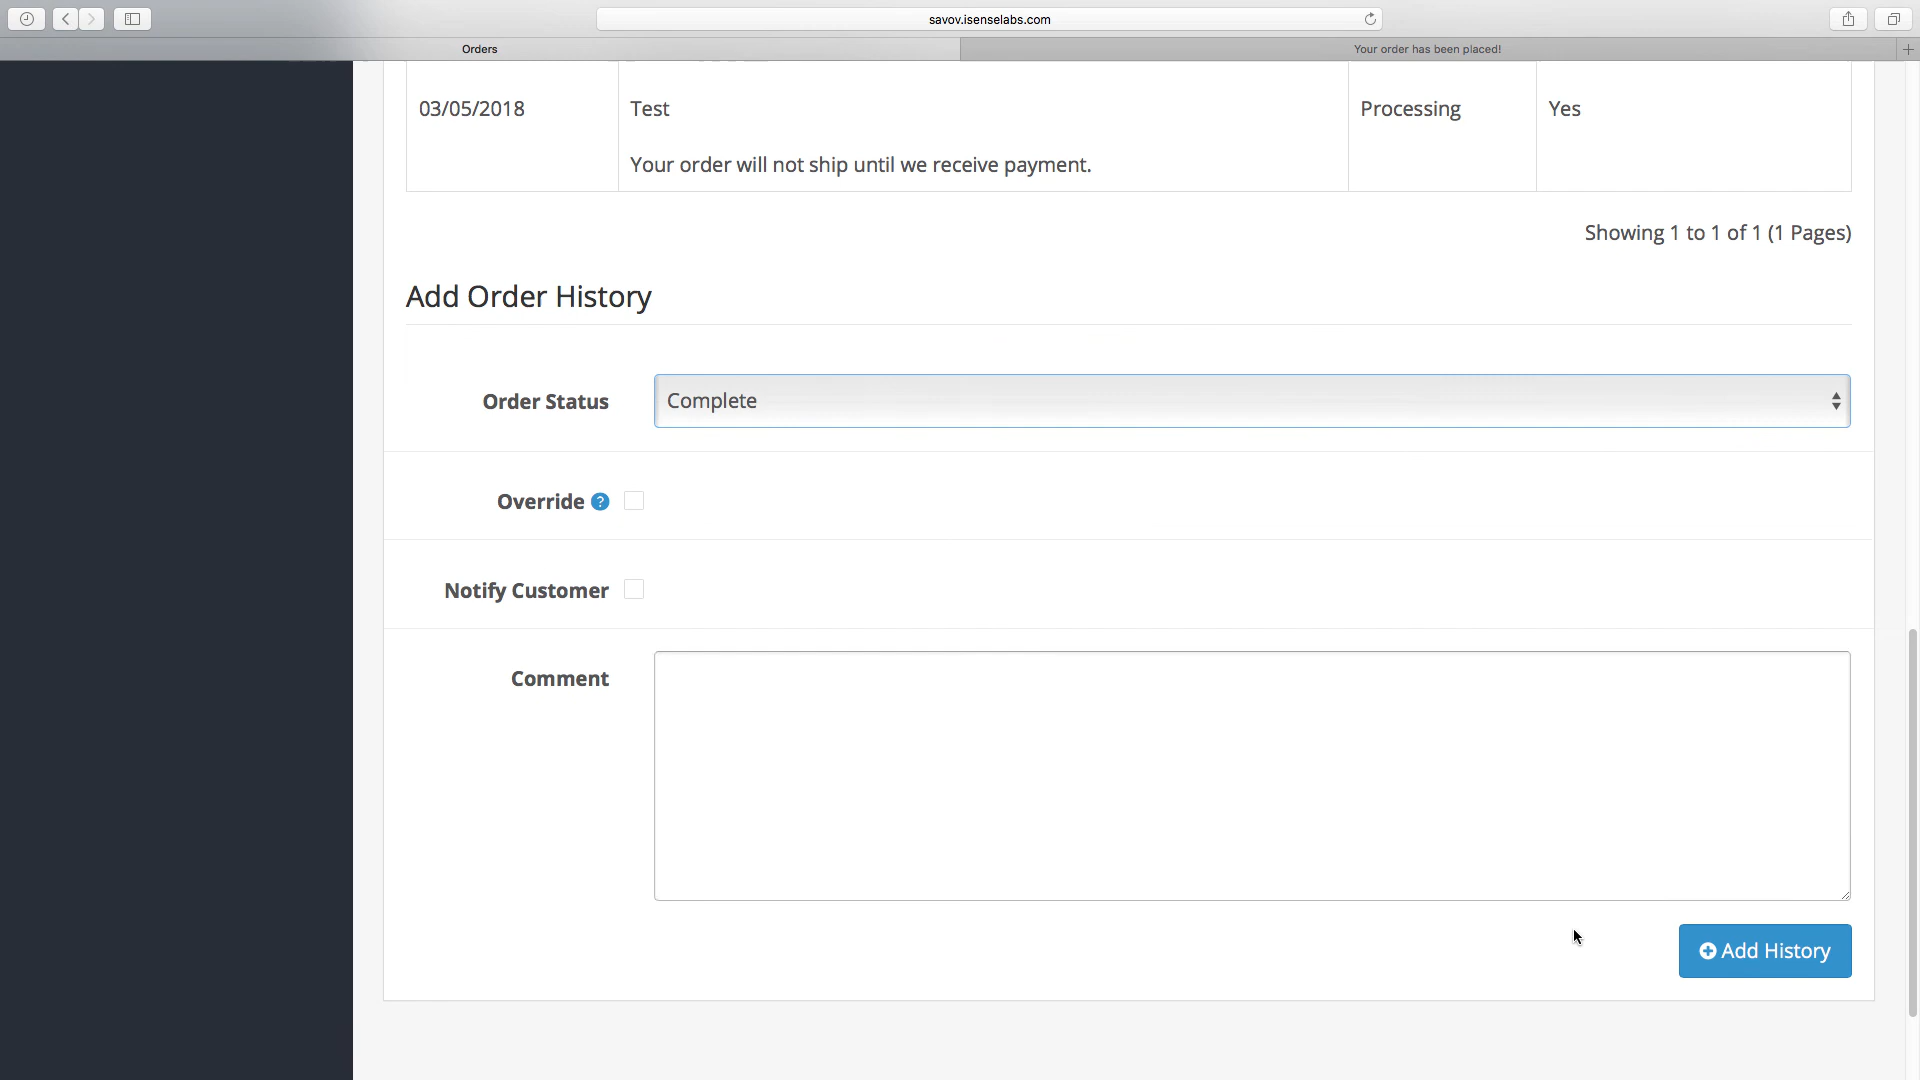 savov.isenselabs.com
Orders
Your order has been placed!
03/05/2018
Test
Processing
Yes
Your order will not ship until we receive payment.
Showing 1 to 1 of 1 (1 Pages)
Add Order History
Order Status
Complete
Override ?
Notify Customer
Comment
Add History